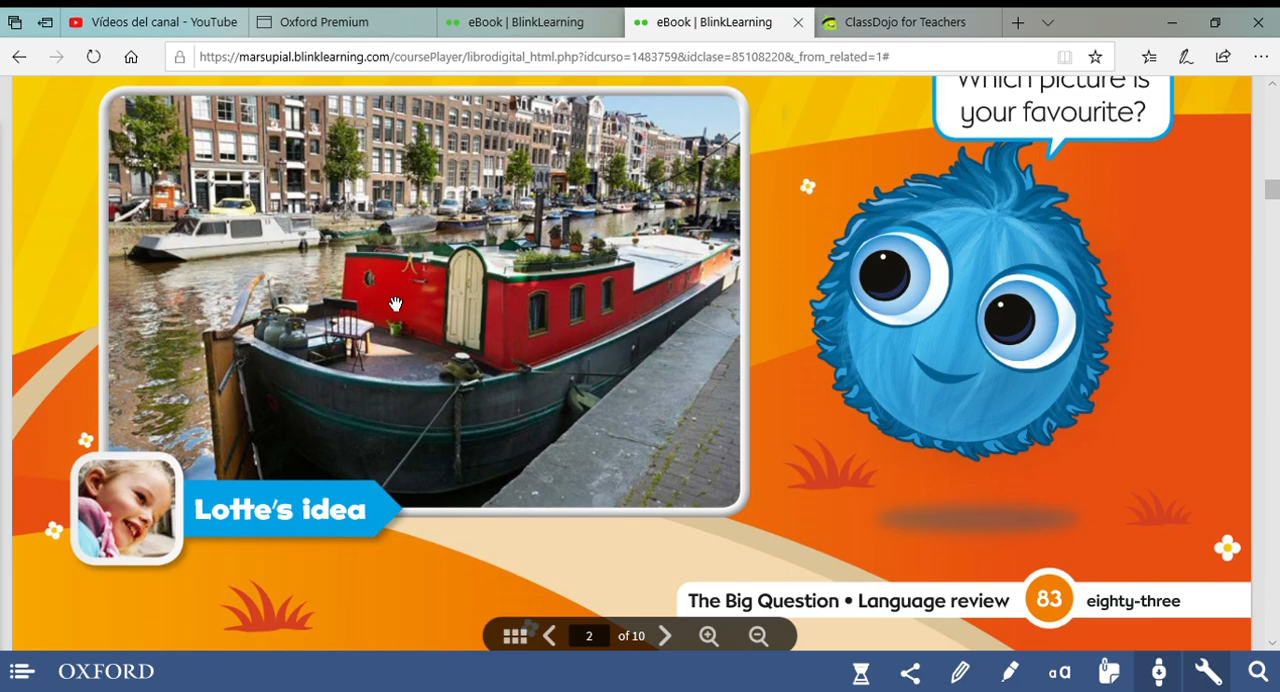 Vídeos del canal - YouTube
Oxford Premium
eBook | BlinkLearning
eBook | BlinkLearning
ClassDojo for Teachers
https://marsupial.blinklearning.com/coursePlayer/librodigital_html.php?idcurso=1483759&idclase=85108220&_from_related=1#
Which picture is
your favourite?
Lotte's idea
The Big Question • Language review 83 eighty-three
2 of 10
OXFORD
aA